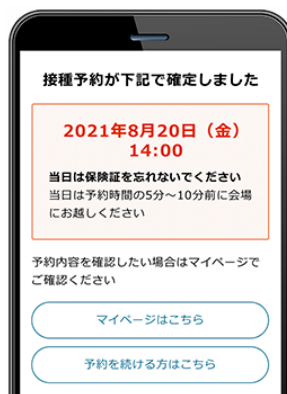 接種予約が下記で確定しました
2021年8月20日（金）
14:00
当日は保険証を忘れないでください
当日は予約時間の5分～10分前に会場
にお越しください
予約内容を確認したい場合はマイページで
ご確認ください
マイページはこちら
予約を続ける方はこちら